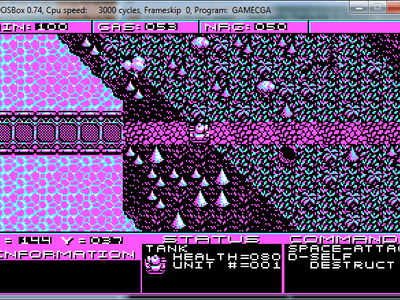 DOSBox 0.74, Cpu speed: 3000 cycles, Frameskip 0, Program: GAMECGA
IN: 100 GAS: 053 NRG: 050
: 144 Y: 037 STATUS COMMAND
INFORMATION TANK SPACE-ATTAC
HEALTH=080 D-SELF
UNIT #=001 DESTRUCT